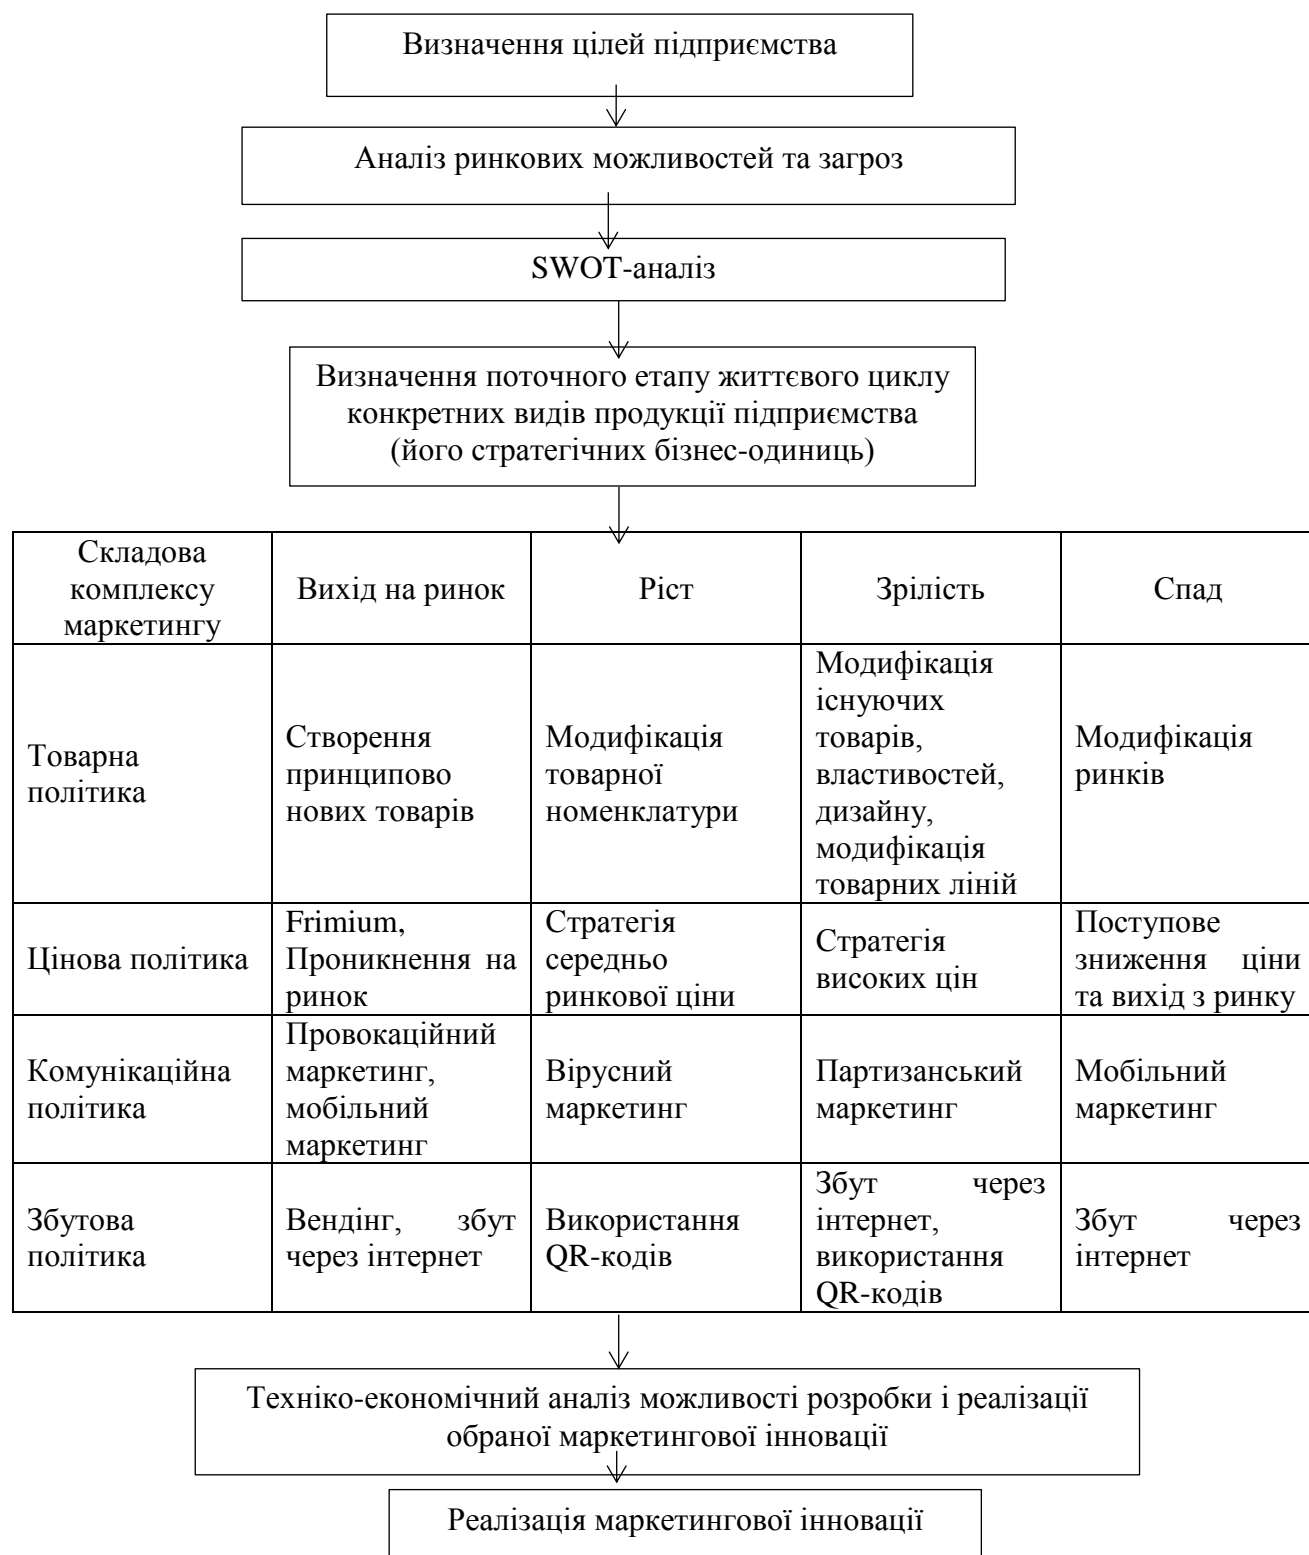 Визначення цілей підприємства
Аналіз ринкових можливостей та загроз
SWOT-аналіз
Визначення поточного етапу життєвого циклу
конкретних видів продукції підприємства
(його стратегічних бізнес-одиниць)
Складова
комплексу
маркетингу
Вихід на ринок
Ріст
Зрілість
Спад
Товарна
політика
Створення
принципово
нових товарів
Модифікація
товарної
номенклатури
Модифікація
існуючих
товарів,
властивостей,
дизайну,
модифікація
товарних ліній
Модифікація
ринків
Цінова політика
Frimium,
Проникнення на
ринок
Стратегія
середньо
ринкової ціни
Стратегія
високих цін
Поступове
зниження ціни
та вихід з ринку
Комунікаційна
політика
Провокаційний
маркетинг,
мобільний
маркетинг
Вірусний
маркетинг
Партизанський
маркетинг
Мобільний
маркетинг
Збутова
політика
Вендінг, збут
через інтернет
Використання
QR-кодів
Збут через
інтернет,
використання
QR-кодів
Збут через
інтернет
Техніко-економічний аналіз можливості розробки і реалізації
обраної маркетингової інновації
Реалізація маркетингової інновації